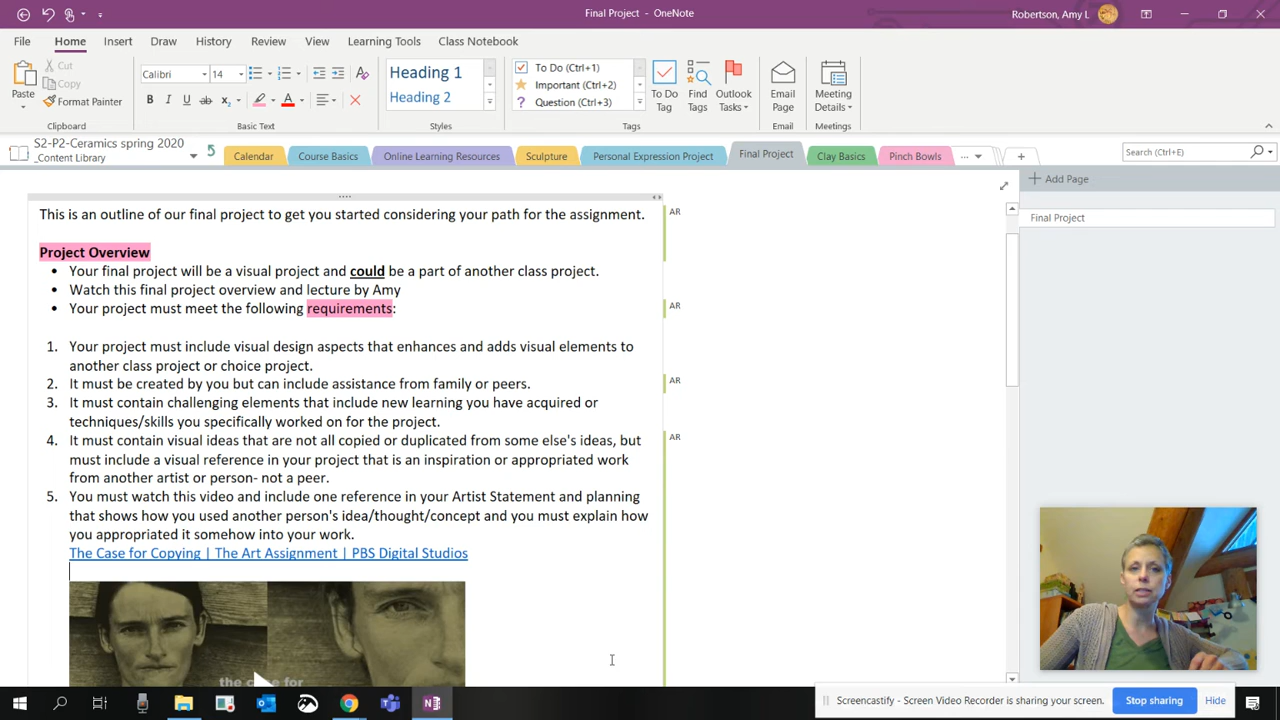 Final Project - OneNote
Robertson, Amy L
File Home Insert Draw History Review View Learning Tools Class Notebook
Paste
Cut
Copy
Format Painter
Clipboard
Calibri 14
B I U ab x₂ A
Basic Text
Heading 1
Heading 2
Styles
To Do (Ctrl+1)
Important (Ctrl+2)
Question (Ctrl+3)
To Do Tag
Find Tags
Outlook Tasks
Tags
Email Page
Email
Meeting Details
Meetings
S2-P2-Ceramics spring 2020
_Content Library
Calendar Course Basics Online Learning Resources Sculpture Personal Expression Project Final Project Clay Basics Pinch Bowls ... +
Search (Ctrl+E)
Add Page
Final Project
This is an outline of our final project to get you started considering your path for the assignment.
AR
Project Overview
• Your final project will be a visual project and could be a part of another class project.
• Watch this final project overview and lecture by Amy
• Your project must meet the following requirements:
AR
1. Your project must include visual design aspects that enhances and adds visual elements to
another class project or choice project.
2. It must be created by you but can include assistance from family or peers.
AR
3. It must contain challenging elements that include new learning you have acquired or
techniques/skills you specifically worked on for the project.
4. It must contain visual ideas that are not all copied or duplicated from some else's ideas, but
AR
must include a visual reference in your project that is an inspiration or appropriated work
from another artist or person- not a peer.
5. You must watch this video and include one reference in your Artist Statement and planning
that shows how you used another person's idea/thought/concept and you must explain how
you appropriated it somehow into your work.
The Case for Copying | The Art Assignment | PBS Digital Studios
the case for
Screencastify - Screen Video Recorder is sharing your screen.
Stop sharing
Hide